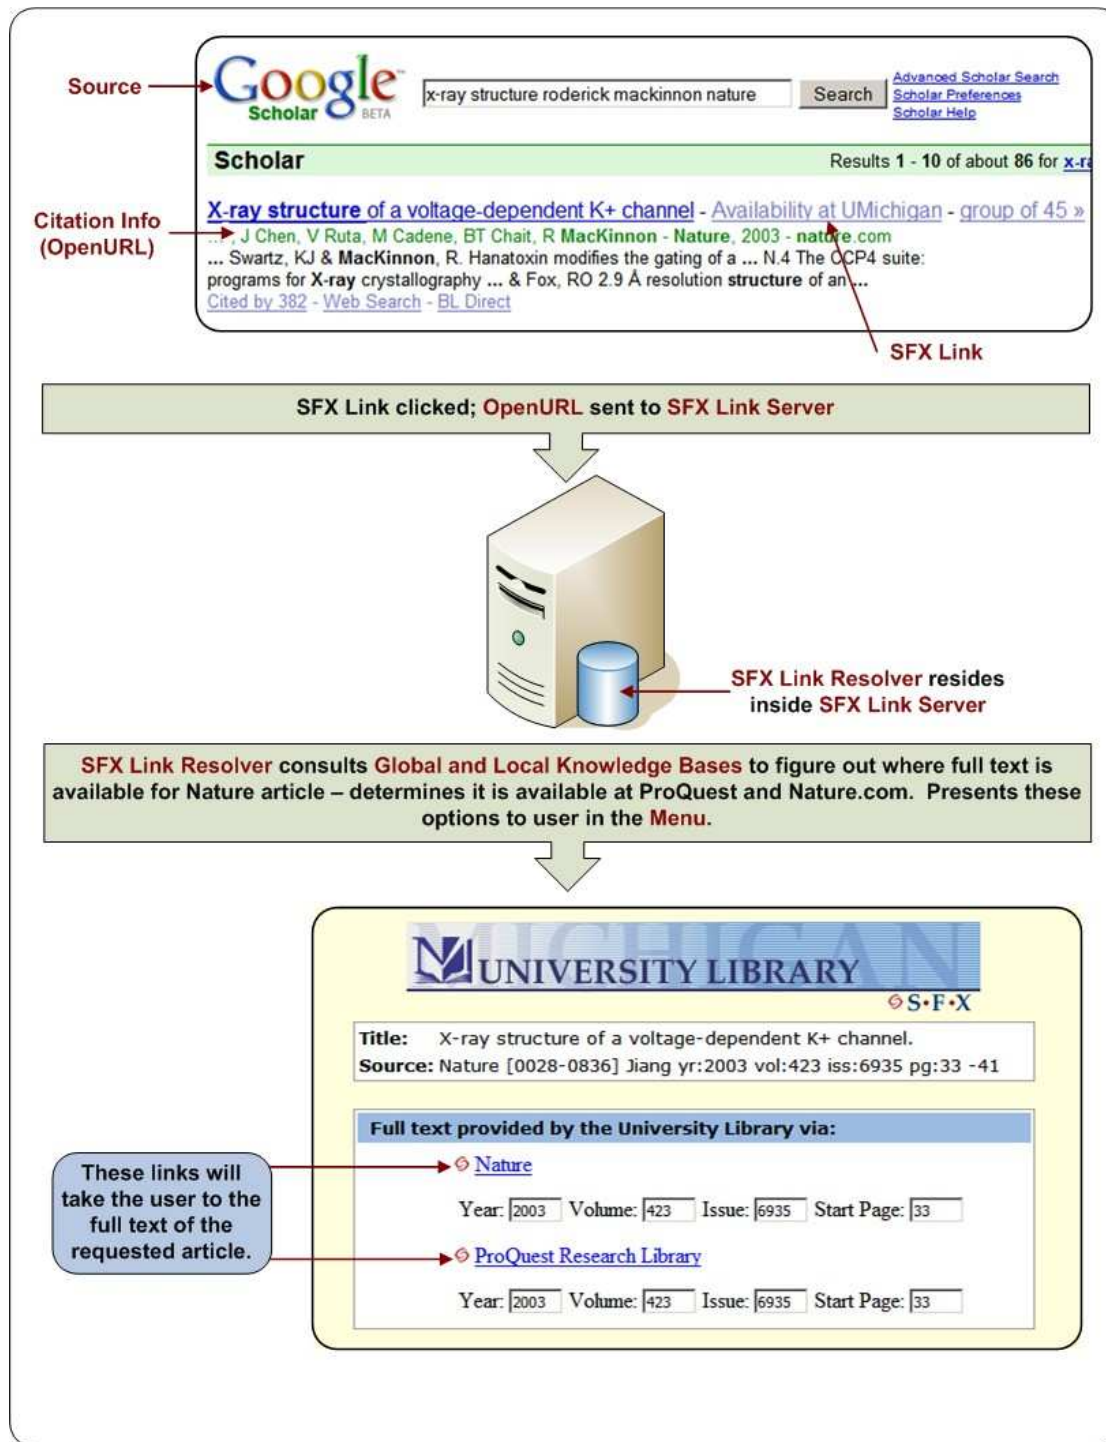 Source
Google
Scholar BETA
x-ray structure roderick mackinnon nature
Search
Advanced Scholar Search
Scholar Preferences
Scholar Help
Scholar
Results 1 - 10 of about 86 for x-ra
Citation Info
(OpenURL)
X-ray structure of a voltage-dependent K+ channel - Availability at UMichigan - group of 45 »
..., J Chen, V Ruta, M Cadene, BT Chait, R MacKinnon - Nature, 2003 - nature.com
... Swartz, KJ & MacKinnon, R. Hanatoxin modifies the gating of a ... N.4 The CCP4 suite:
programs for X-ray crystallography ... & Fox, RO 2.9 Å resolution structure of an ...
Cited by 382 - Web Search - BL Direct
SFX Link
SFX Link clicked; OpenURL sent to SFX Link Server
SFX Link Resolver resides
inside SFX Link Server
SFX Link Resolver consults Global and Local Knowledge Bases to figure out where full text is
available for Nature article – determines it is available at ProQuest and Nature.com. Presents these
options to user in the Menu.
MICHIGAN
UNIVERSITY LIBRARY
S•F•X
Title: X-ray structure of a voltage-dependent K+ channel.
Source: Nature [0028-0836] Jiang yr:2003 vol:423 iss:6935 pg:33 -41
Full text provided by the University Library via:
These links will
take the user to the
full text of the
requested article.
Nature
Year: 2003 Volume: 423 Issue: 6935 Start Page: 33
ProQuest Research Library
Year: 2003 Volume: 423 Issue: 6935 Start Page: 33